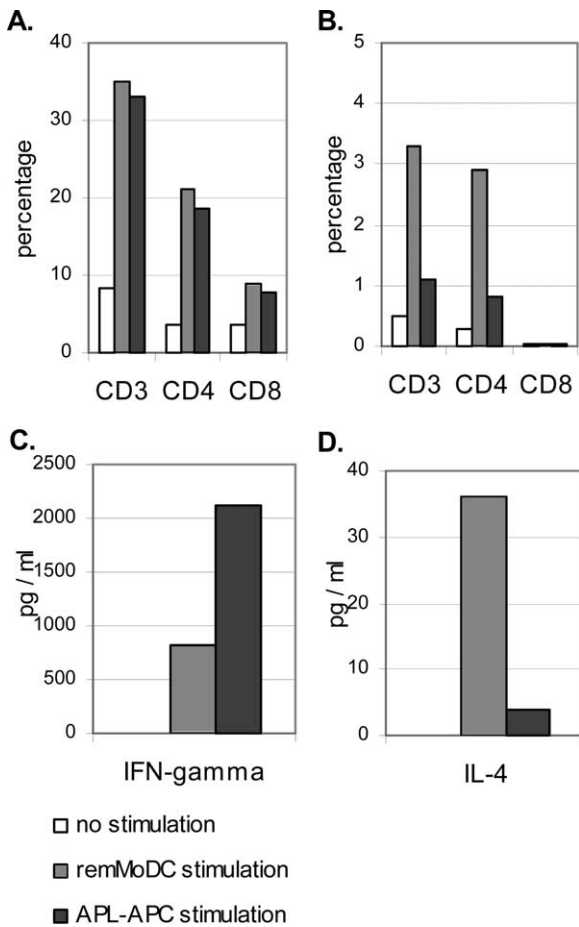 A.
40
30
20
10
0
percentage
CD3 CD4 CD8
B.
5
4
3
2
1
0
percentage
CD3 CD4 CD8
C.
2500
2000
1500
1000
500
0
pg / ml
IFN-gamma
D.
40
30
20
10
0
pg / ml
IL-4
no stimulation
remMoDC stimulation
APL-APC stimulation